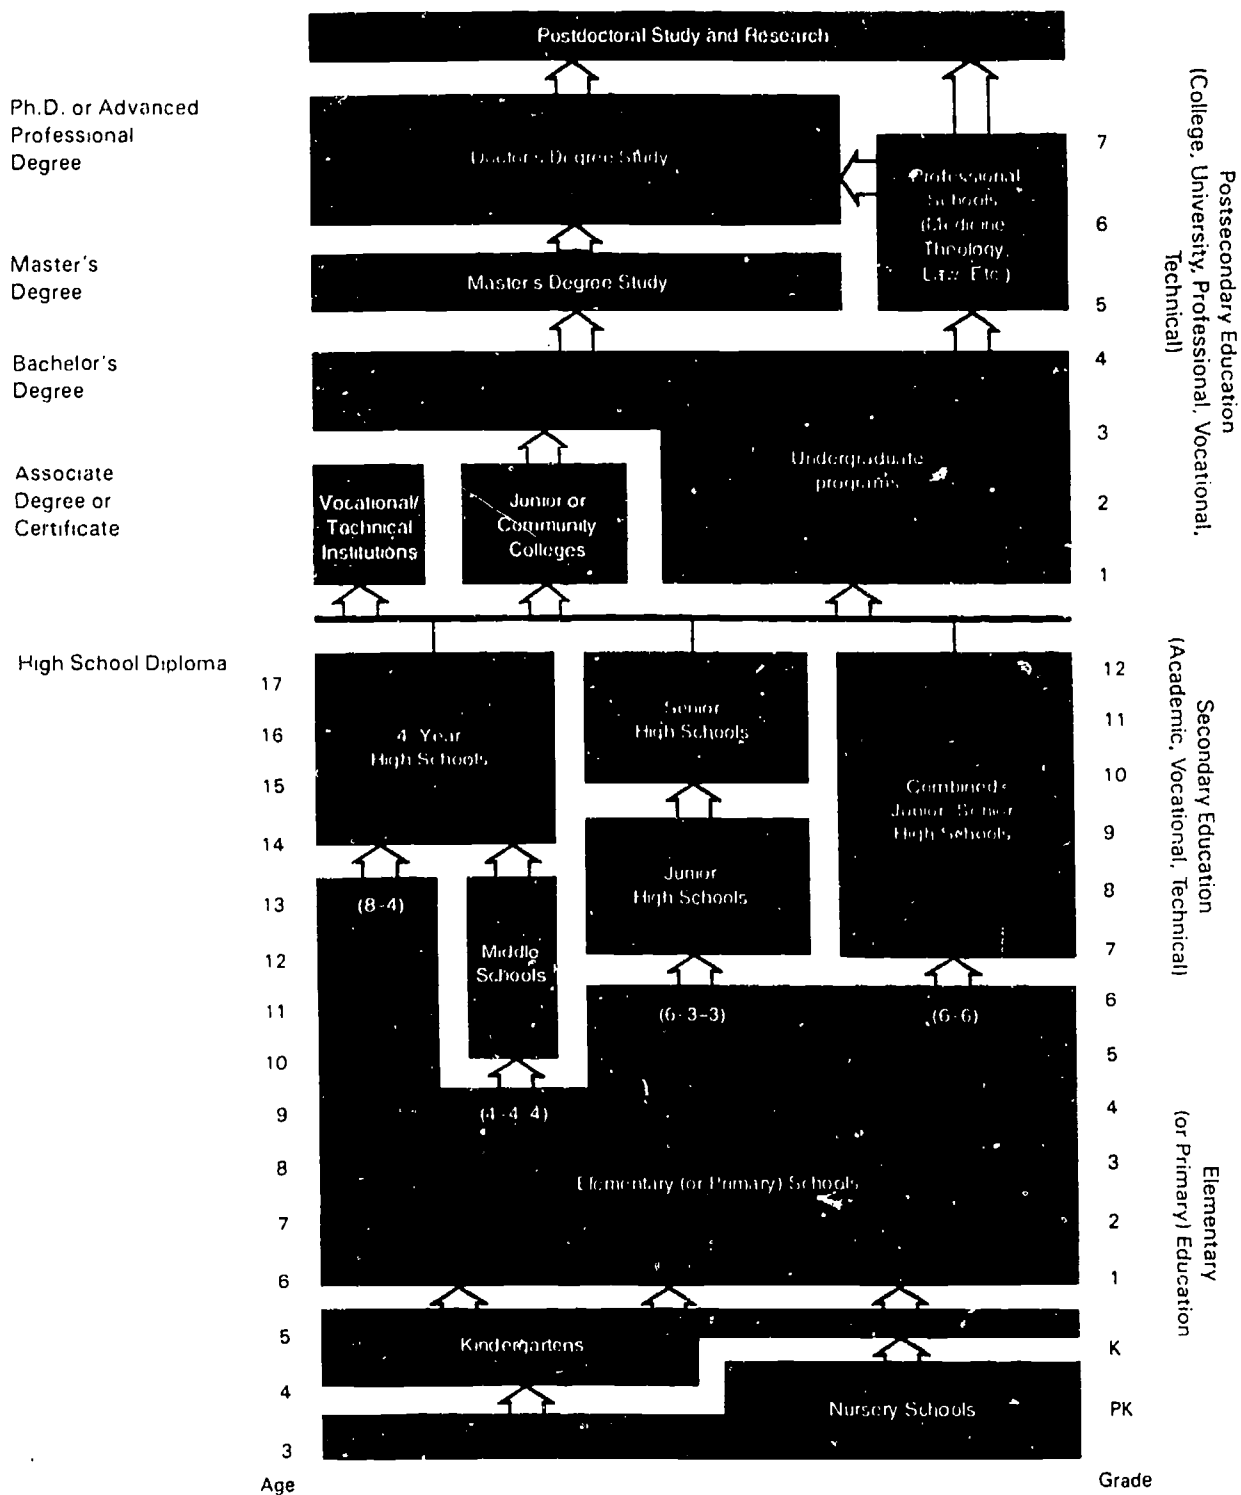 Postdoctoral Study and Research
Ph.D. or Advanced
Professional
Degree
Doctor's Degree Study
7
Professional
Schools
(Medicine
Theology,
Law Etc.)
6
Master's
Degree
Master's Degree Study
5
Bachelor's
Degree
4
3
Undergraduate
programs
Associate
Degree or
Certificate
Vocational/
Technical
Institutions
Junior or
Community
Colleges
2
1
Postsecondary Education
(College, University, Professional, Vocational,
Technical)
High School Diploma
17
16
15
14
13
12
11
10
9
8
7
6
5
4
3
Age
4 Year
High Schools
Senior
High Schools
Combined
Junior Senior
High Schools
Junior
High Schools
(8-4)
Middle
Schools
(6-3-3)
(6-6)
(4-4 4)
Elementary (or Primary) Schools
Kindergartens
Nursery Schools
12
11
10
9
8
7
6
5
4
3
2
1
K
PK
Grade
Secondary Education
(Academic, Vocational, Technical)
Elementary
(or Primary) Education